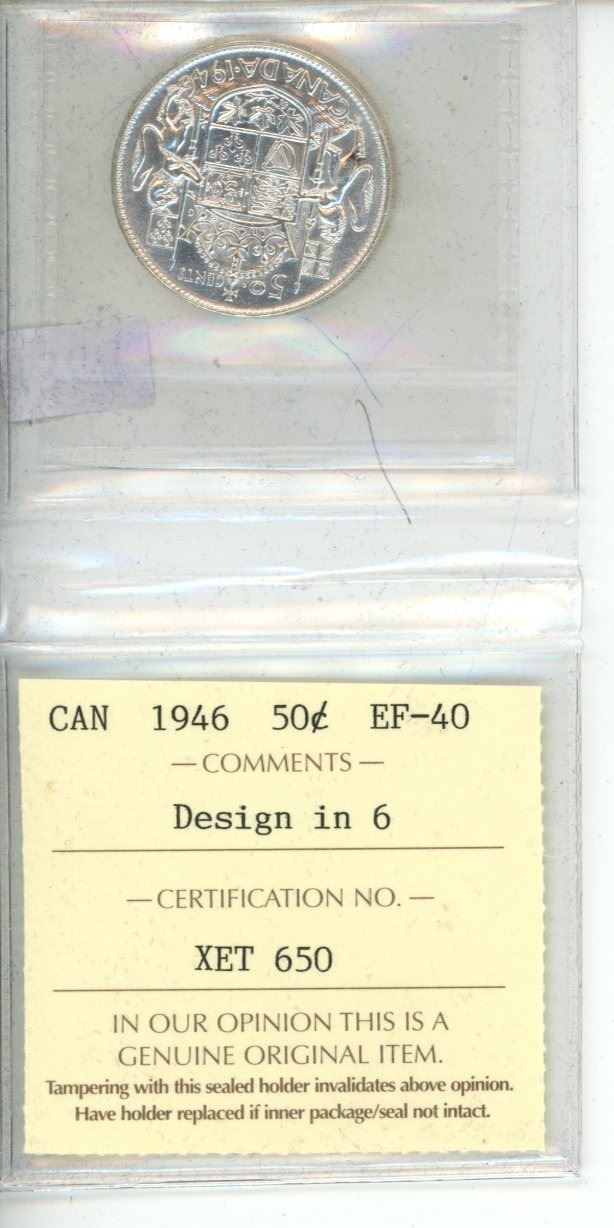 50·CENTS
CANADA·1946
CAN 1946 50¢ EF-40
—COMMENTS—
Design in 6
—CERTIFICATION NO.—
XET 650
IN OUR OPINION THIS IS A
GENUINE ORIGINAL ITEM.
Tampering with this sealed holder invalidates above opinion.
Have holder replaced if inner package/seal not intact.